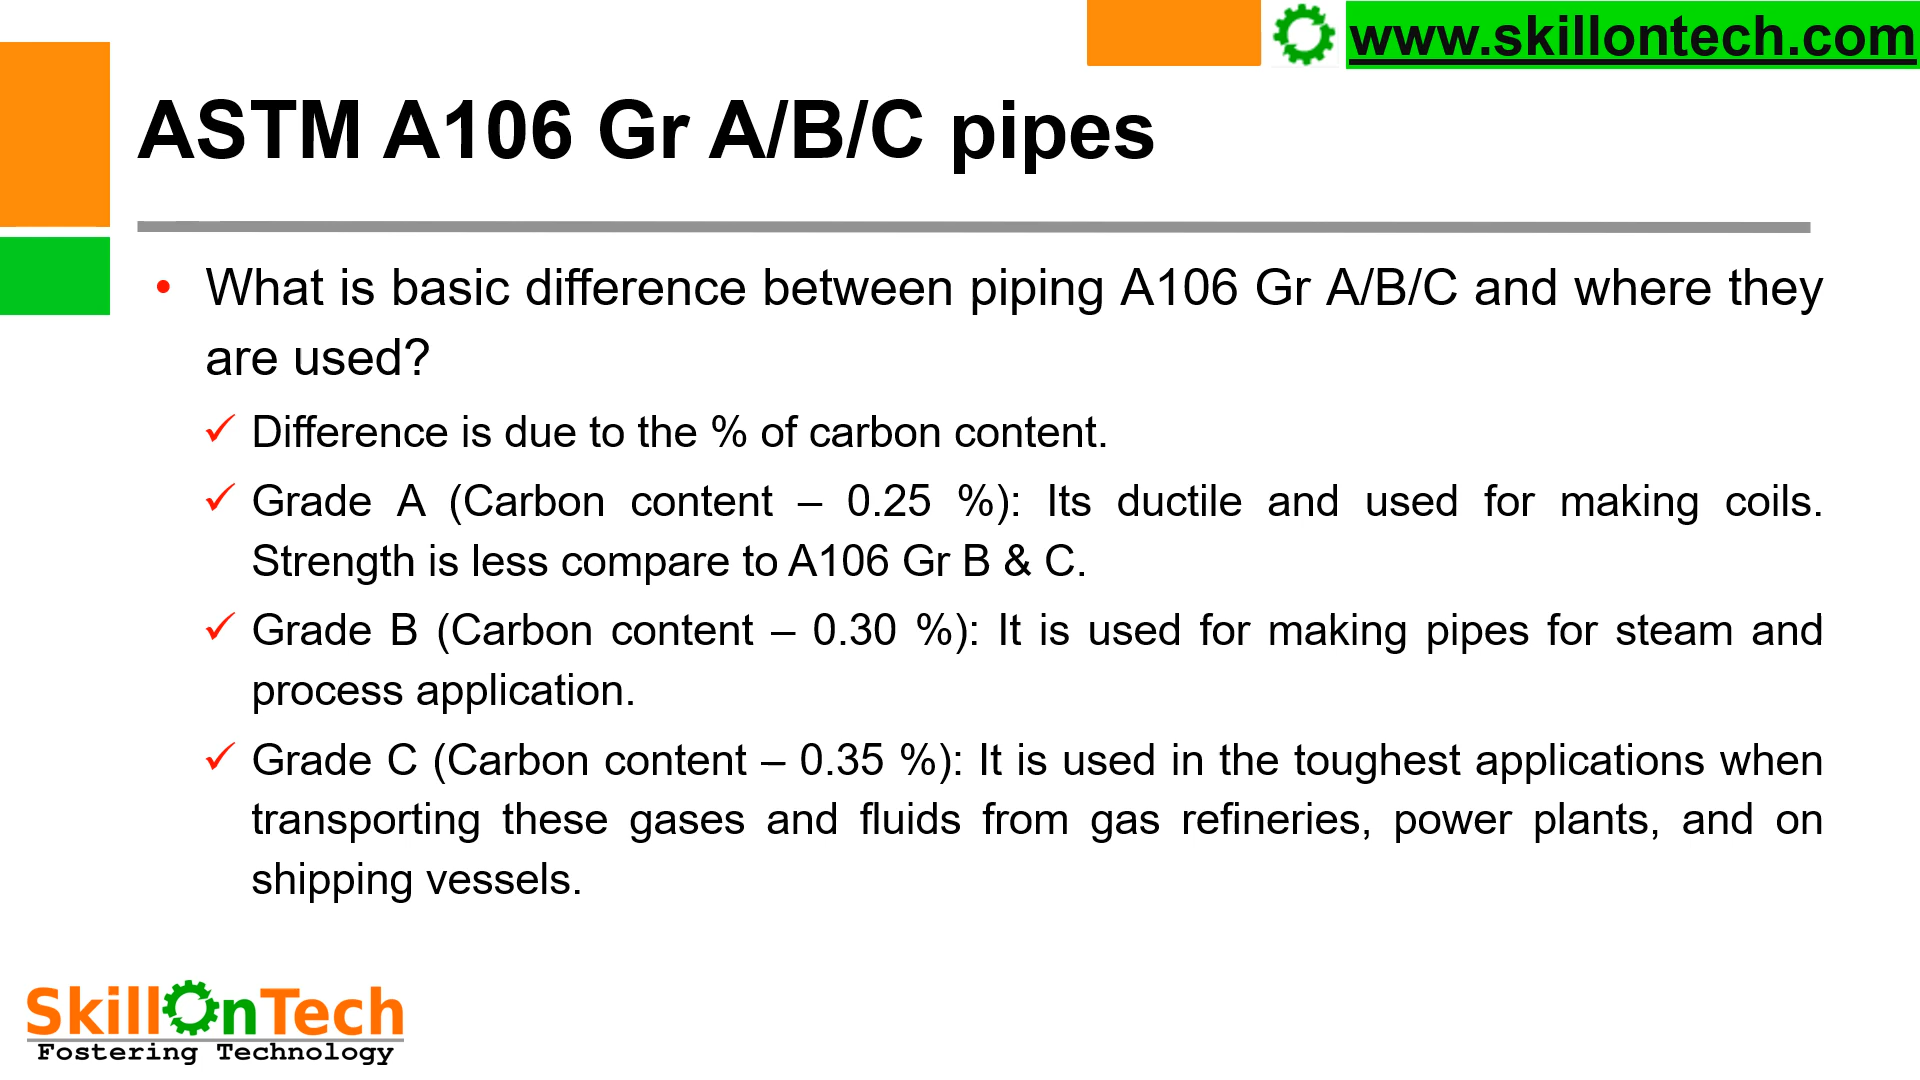 www.skillontech.com
ASTM A106 Gr A/B/C pipes
• What is basic difference between piping A106 Gr A/B/C and where they
are used?
✓ Difference is due to the % of carbon content.
✓ Grade A (Carbon content – 0.25 %): Its ductile and used for making coils.
Strength is less compare to A106 Gr B & C.
✓ Grade B (Carbon content – 0.30 %): It is used for making pipes for steam and
process application.
✓ Grade C (Carbon content – 0.35 %): It is used in the toughest applications when
transporting these gases and fluids from gas refineries, power plants, and on
shipping vessels.
SkillOnTech
Fostering Technology